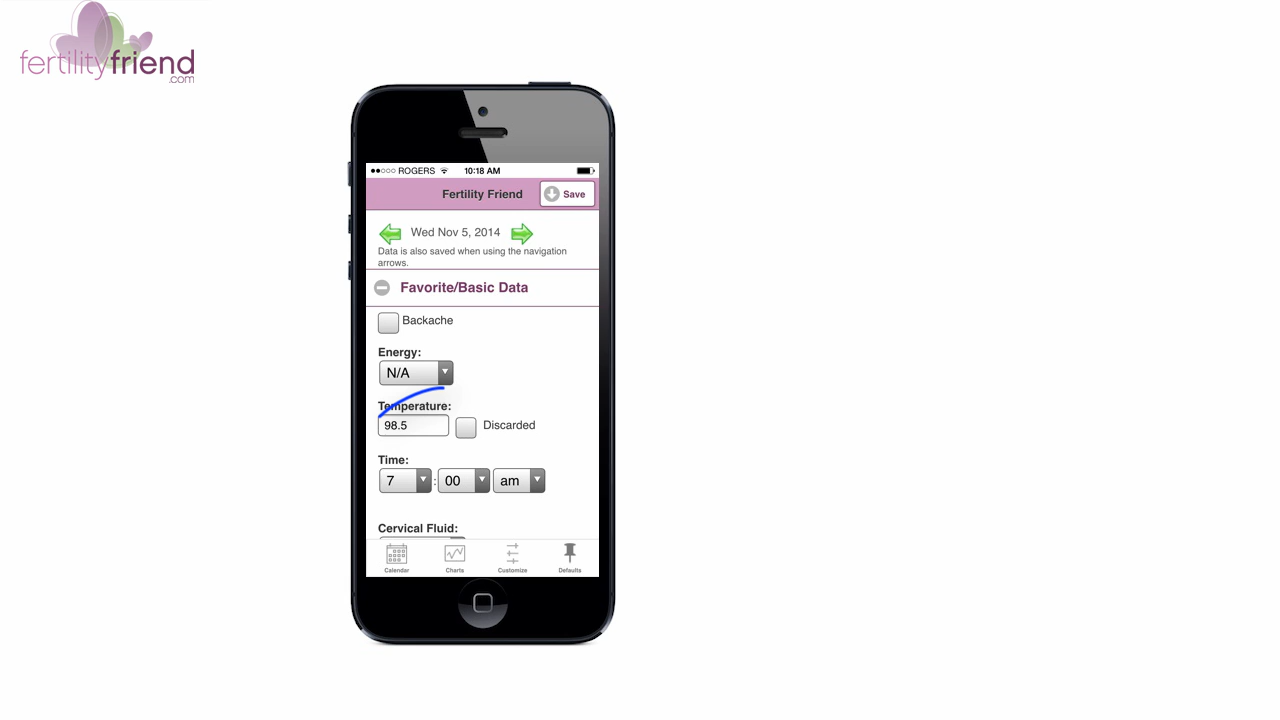 fertilityfriend
.com
ROGERS 10:18 AM
Fertility Friend Save
Wed Nov 5, 2014
Data is also saved when using the navigation
arrows.
Favorite/Basic Data
Backache
Energy:
N/A
Temperature:
98.5 Discarded
Time:
7 : 00 am
Cervical Fluid:
Calendar Charts Customize Defaults